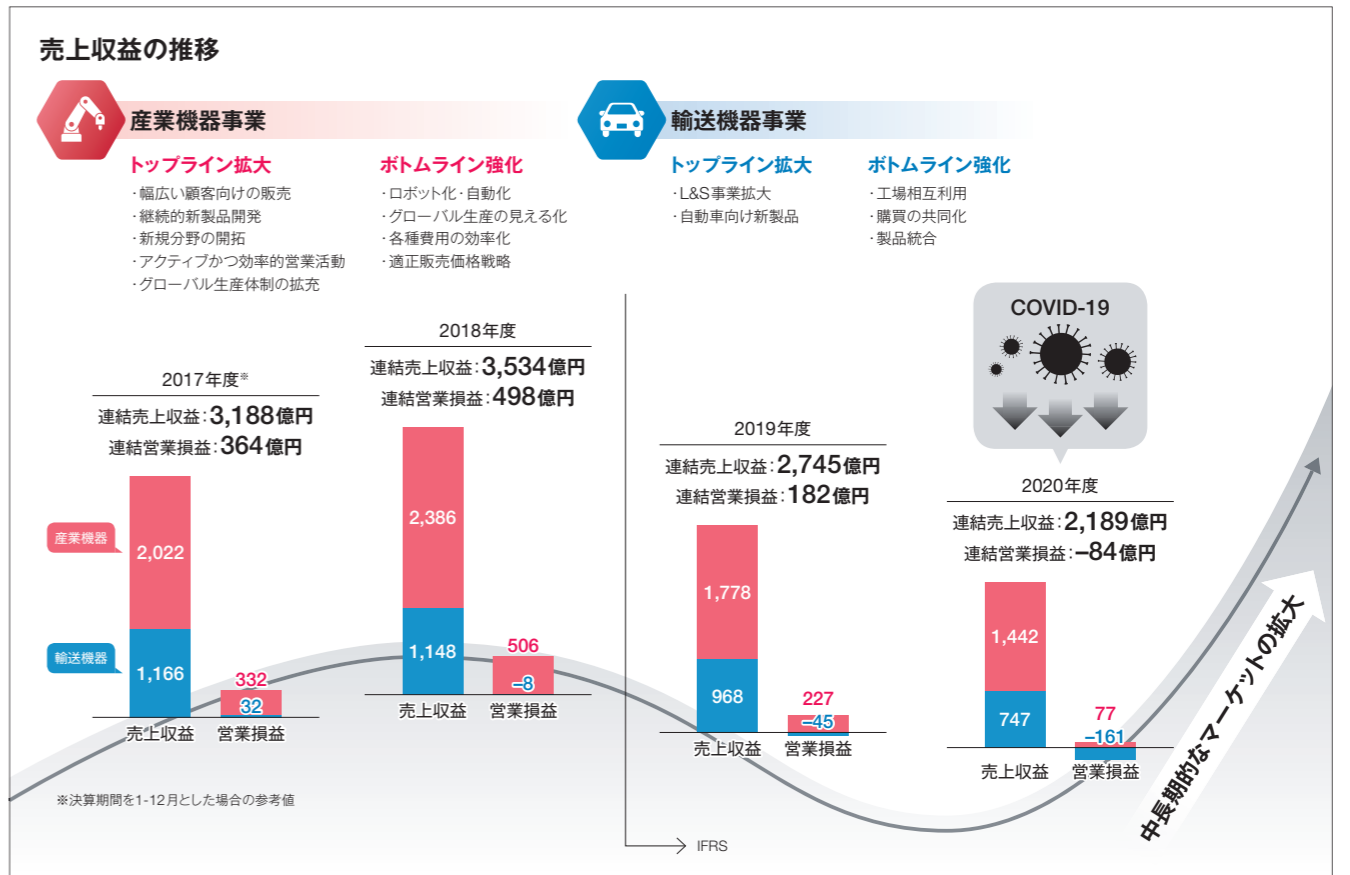 売上収益の推移
産業機器事業
トップライン拡大
・幅広い顧客向けの販売
・継続的新製品開発
・新規分野の開拓
・アクティブかつ効率的営業活動
・グローバル生産体制の拡充
ボトムライン強化
・ロボット化・自動化
・グローバル生産の見える化
・各種費用の効率化
・適正販売価格戦略
輸送機器事業
トップライン拡大
・L&S事業拡大
・自動車向け新製品
ボトムライン強化
・工場相互利用
・購買の共同化
・製品統合
2017年度※
連結売上収益：3,188億円
連結営業損益：364億円
産業機器
輸送機器
2,022
1,166
332
32
売上収益
営業損益
2018年度
連結売上収益：3,534億円
連結営業損益：498億円
2,386
1,148
506
–8
売上収益
営業損益
2019年度
連結売上収益：2,745億円
連結営業損益：182億円
1,778
968
227
–45
売上収益
営業損益
COVID-19
2020年度
連結売上収益：2,189億円
連結営業損益：–84億円
1,442
747
77
–161
売上収益
営業損益
中長期的なマーケットの拡大
※決算期間を1-12月とした場合の参考値
IFRS